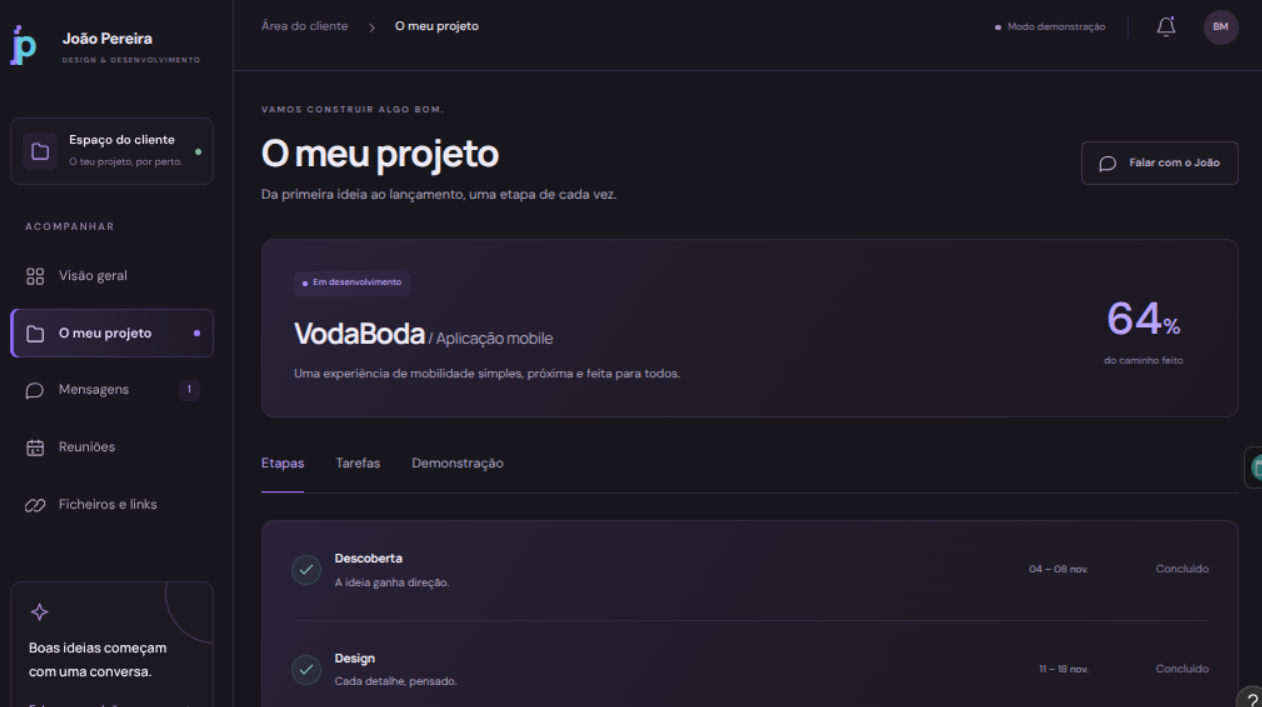 jp
João Pereira
DESIGN & DESENVOLVIMENTO
Espaço do cliente
O teu projeto, por perto.
ACOMPANHAR
Visão geral
O meu projeto
Mensagens 1
Reuniões
Ficheiros e links
Boas ideias começam
com uma conversa.
Área do cliente > O meu projeto
Modo demonstração
BM
VAMOS CONSTRUIR ALGO BOM.
O meu projeto
Da primeira ideia ao lançamento, uma etapa de cada vez.
Falar com o João
Em desenvolvimento
VodaBoda / Aplicação mobile
Uma experiência de mobilidade simples, próxima e feita para todos.
64%
do caminho feito
Etapas Tarefas Demonstração
Descoberta
A ideia ganha direção.
04 – 08 nov. Concluído
Design
Cada detalhe, pensado.
11 – 18 nov. Concluído
?